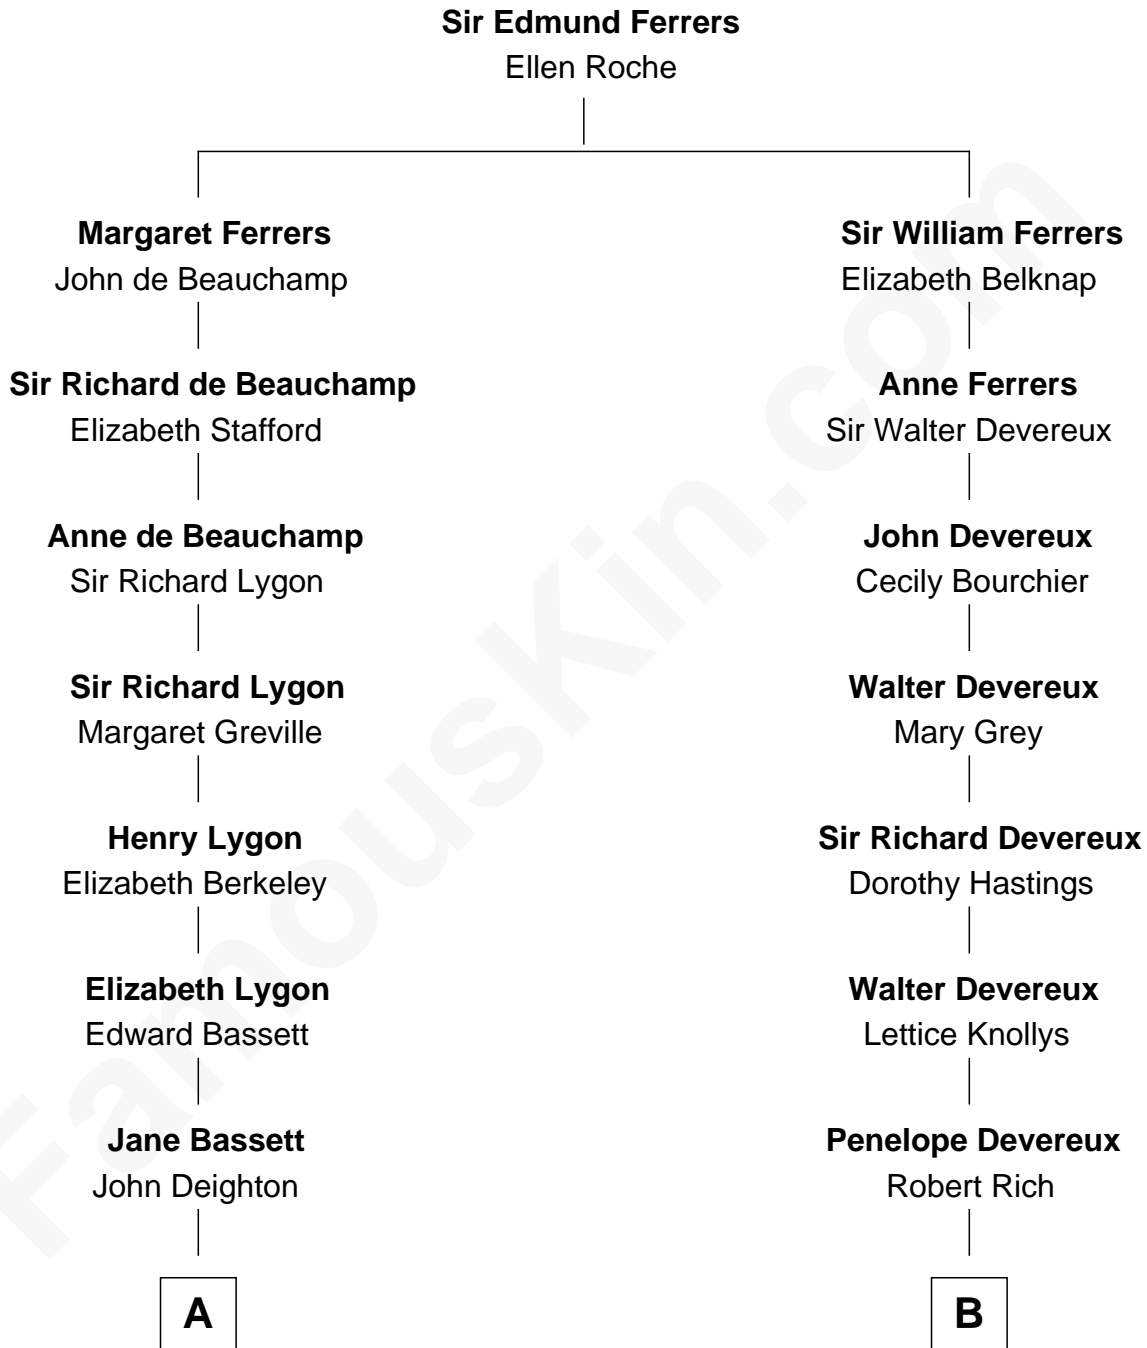 Sir Edmund Ferrers
Ellen Roche
Margaret Ferrers
John de Beauchamp
Sir William Ferrers
Elizabeth Belknap
Sir Richard de Beauchamp
Elizabeth Stafford
Anne Ferrers
Sir Walter Devereux
Anne de Beauchamp
Sir Richard Lygon
John Devereux
Cecily Bourchier
Sir Richard Lygon
Margaret Greville
Walter Devereux
Mary Grey
Henry Lygon
Elizabeth Berkeley
Sir Richard Devereux
Dorothy Hastings
Elizabeth Lygon
Edward Bassett
Walter Devereux
Lettice Knollys
Jane Bassett
John Deighton
Penelope Devereux
Robert Rich
A
B
FamousKin.com